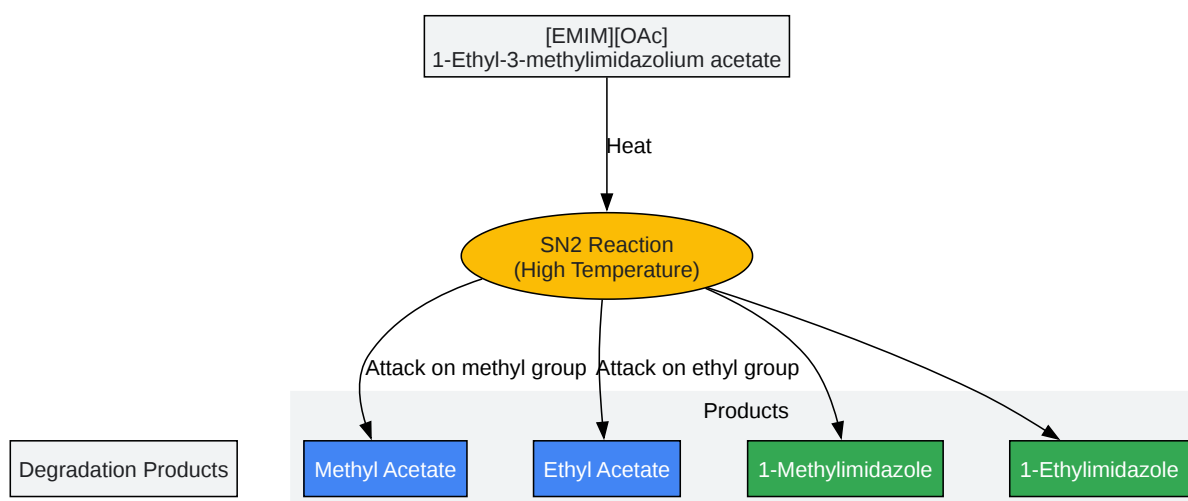 [EMIM][OAc]
1-Ethyl-3-methylimidazolium acetate
Heat
SN2 Reaction
(High Temperature)
Attack on methyl group
Attack on ethyl group
Products
Degradation Products
Methyl Acetate
Ethyl Acetate
1-Methylimidazole
1-Ethylimidazole